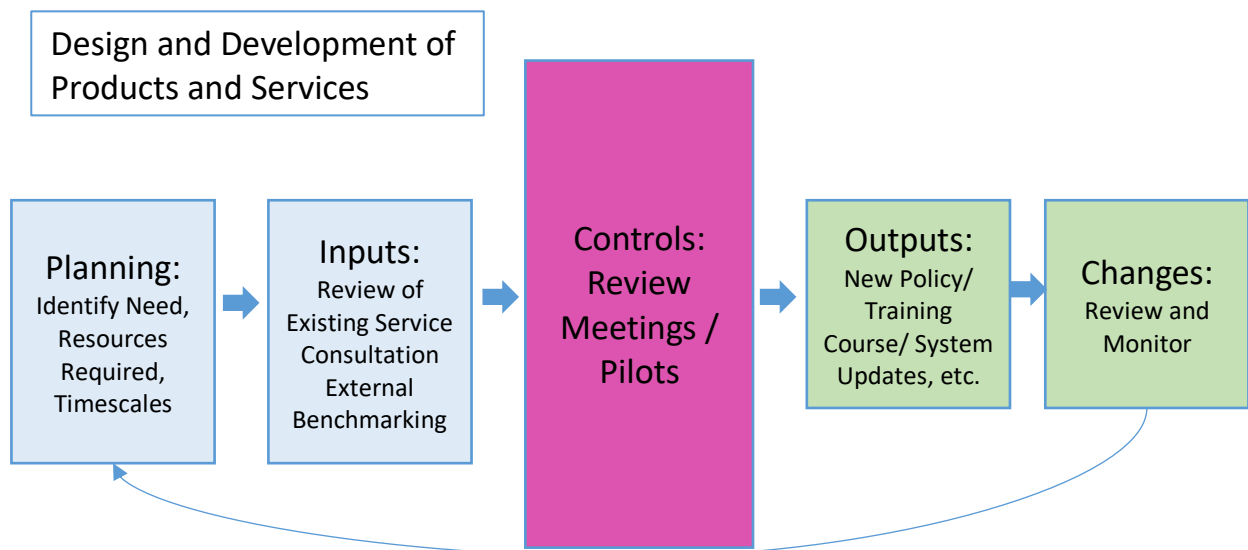 Design and Development of
Products and Services
Planning:
Identify Need,
Resources
Required,
Timescales
Inputs:
Review of
Existing Service
Consultation
External
Benchmarking
Controls:
Review
Meetings /
Pilots
Outputs:
New Policy/
Training
Course/ System
Updates, etc.
Changes:
Review and
Monitor